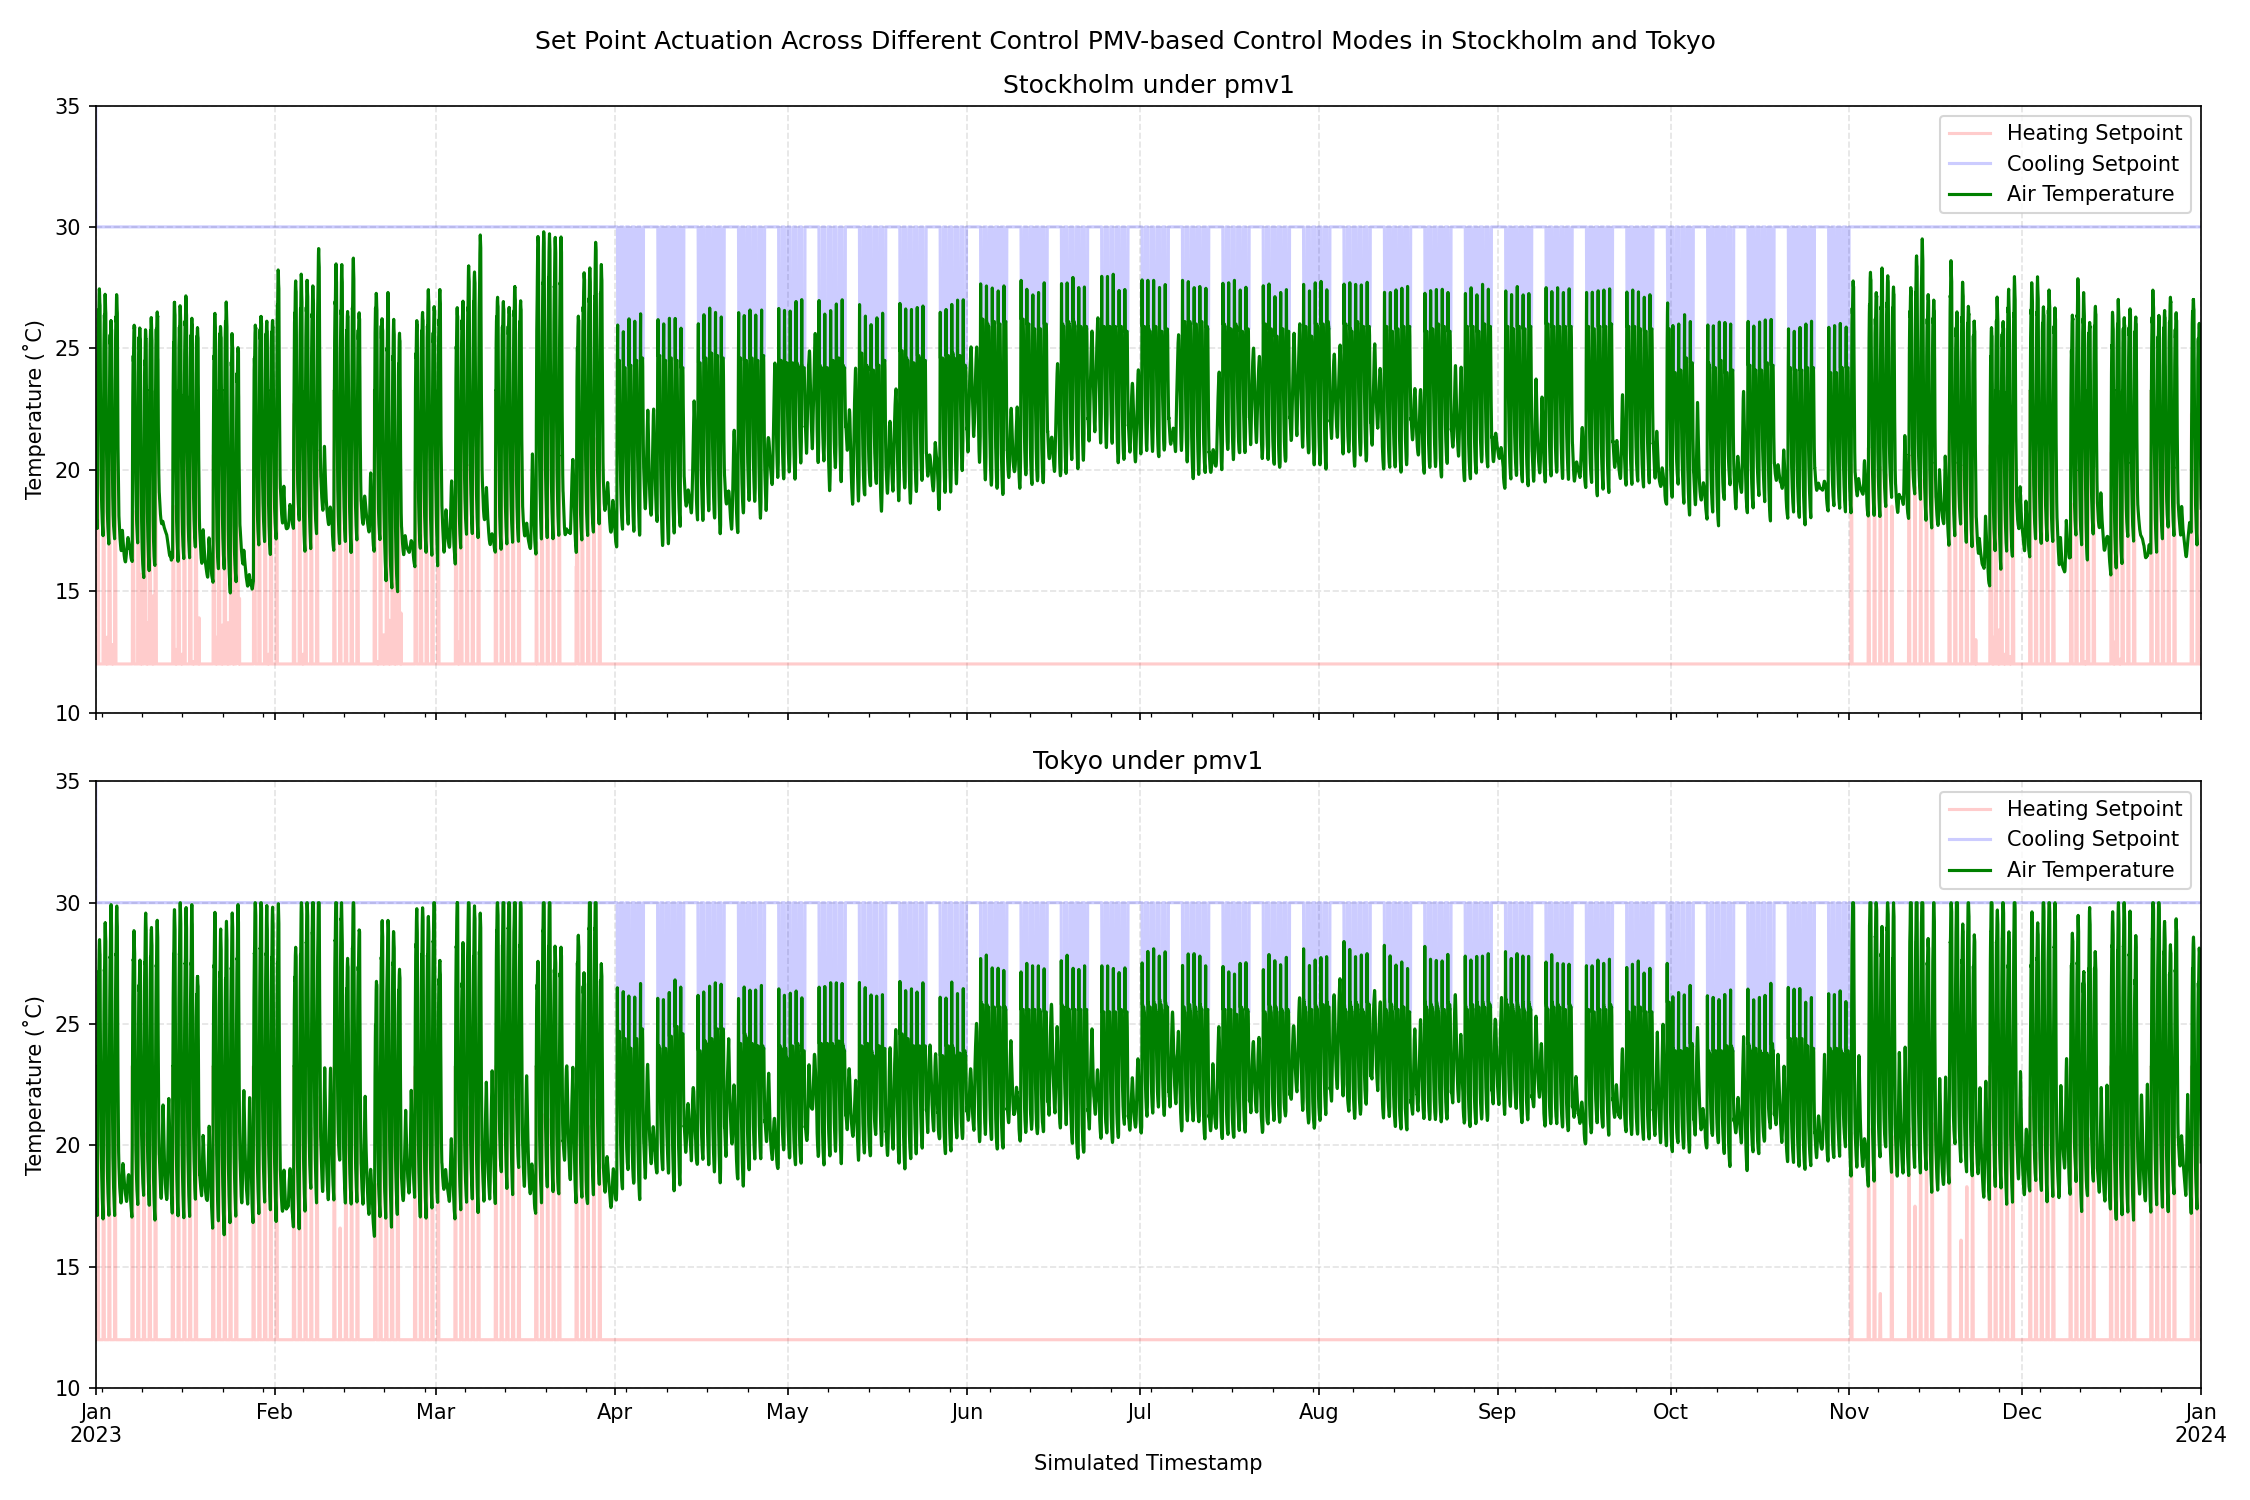 Set Point Actuation Across Different Control PMV-based Control Modes in Stockholm and Tokyo
Stockholm under pmv1
35
30
25
20
15
10
Temperature (˚C)
Heating Setpoint
Cooling Setpoint
Air Temperature
Tokyo under pmv1
35
30
25
20
15
10
Temperature (˚C)
Heating Setpoint
Cooling Setpoint
Air Temperature
Jan Feb Mar Apr May Jun Jul Aug Sep Oct Nov Dec Jan
2023 2024
Simulated Timestamp